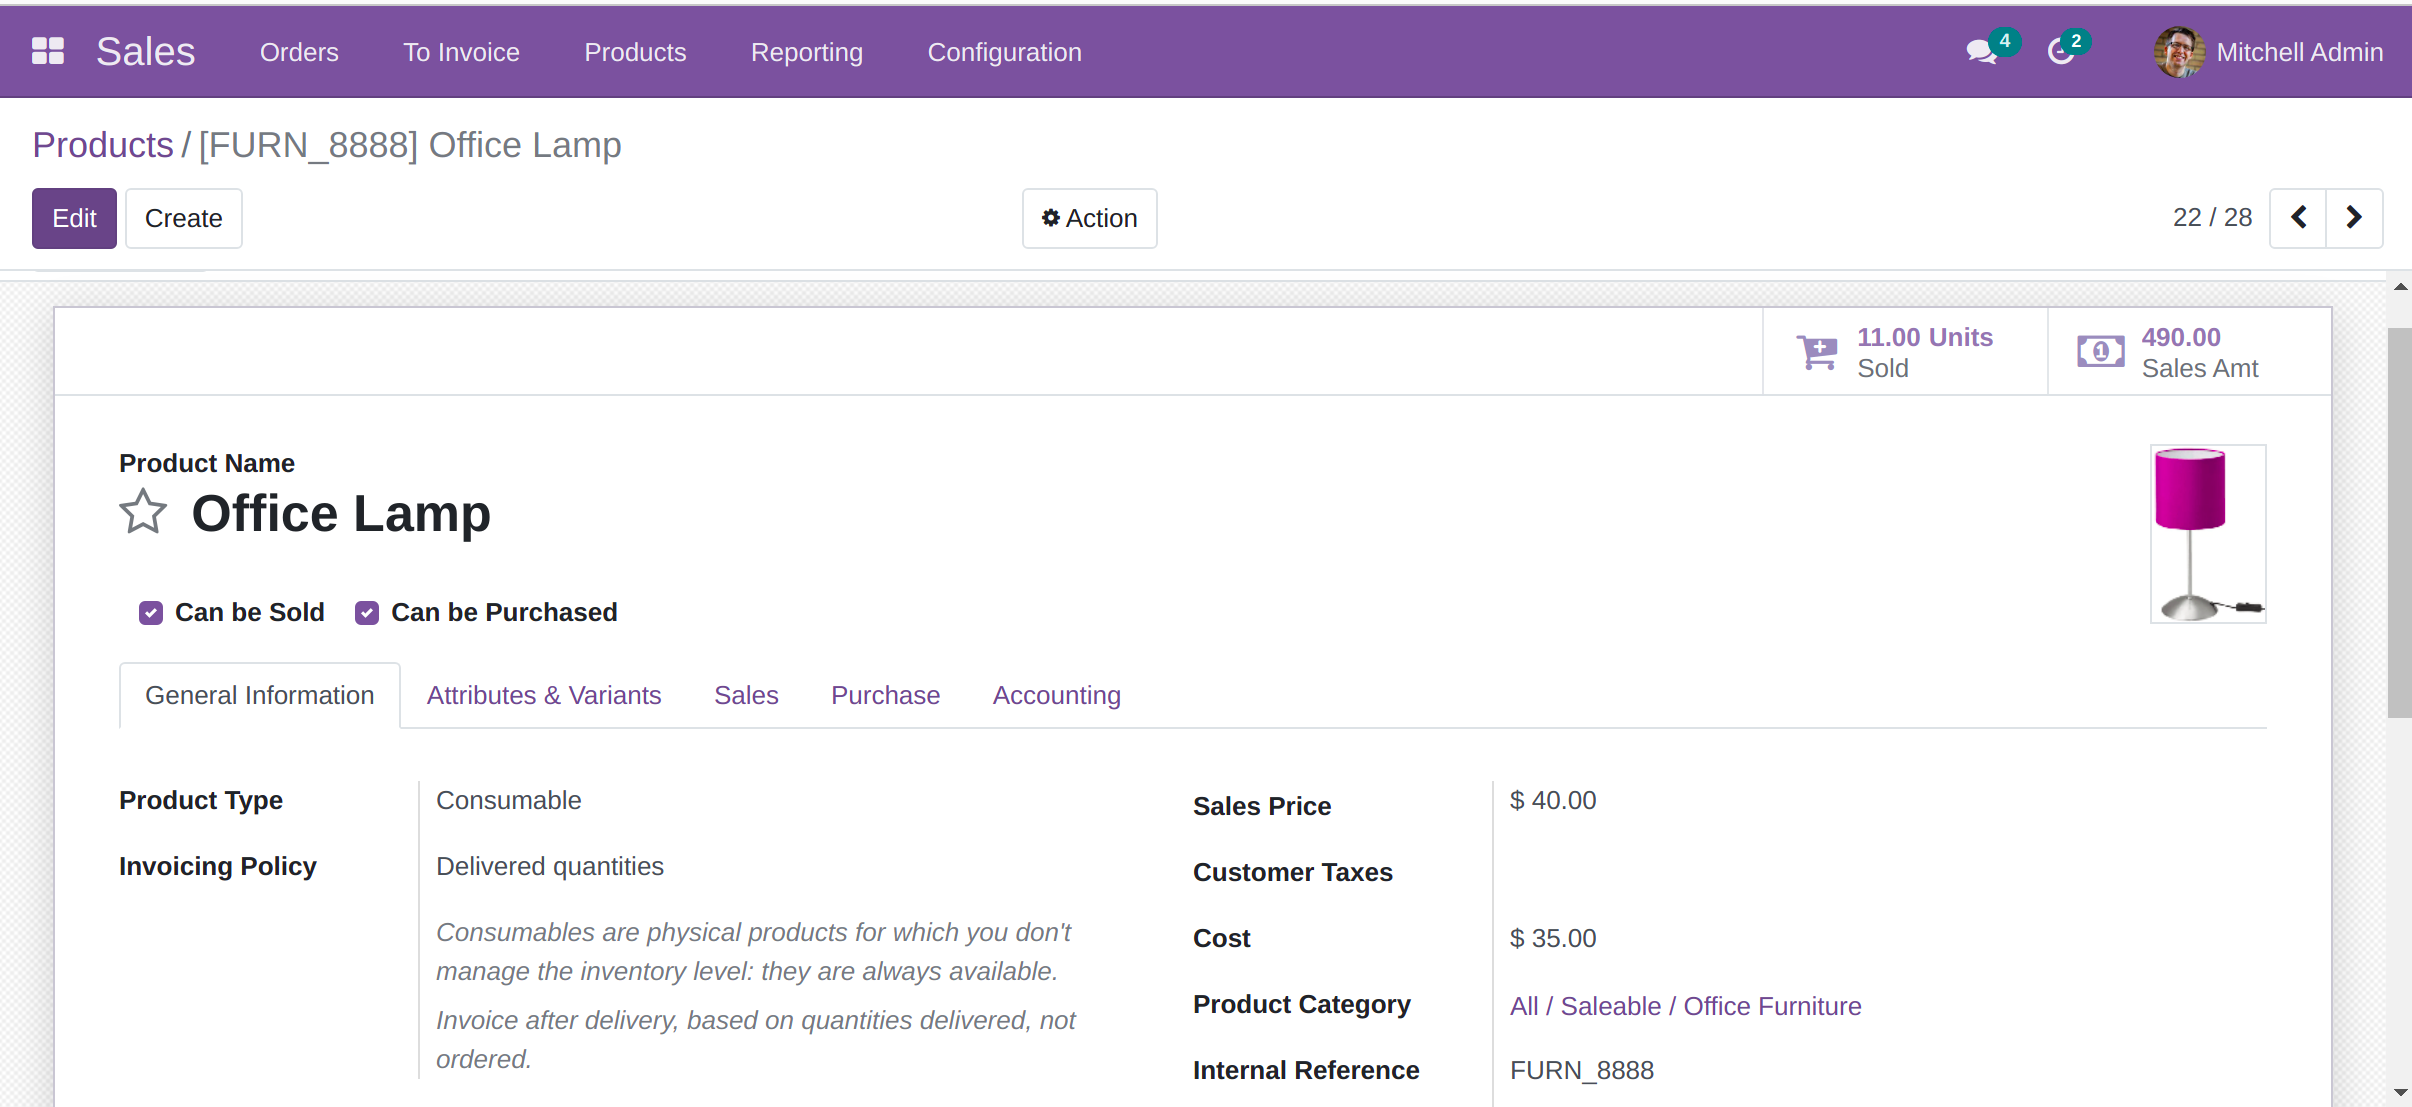 Sales Orders To Invoice Products Reporting Configuration 4 2 Mitchell Admin
Products / [FURN_8888] Office Lamp
Edit Create Action 22 / 28
11.00 Units
Sold
490.00
Sales Amt
Product Name
Office Lamp
Can be Sold Can be Purchased
General Information Attributes & Variants Sales Purchase Accounting
Product Type Consumable
Invoicing Policy Delivered quantities
Consumables are physical products for which you don't
manage the inventory level: they are always available.
Invoice after delivery, based on quantities delivered, not
ordered.
Sales Price $ 40.00
Customer Taxes
Cost $ 35.00
Product Category All / Saleable / Office Furniture
Internal Reference FURN_8888